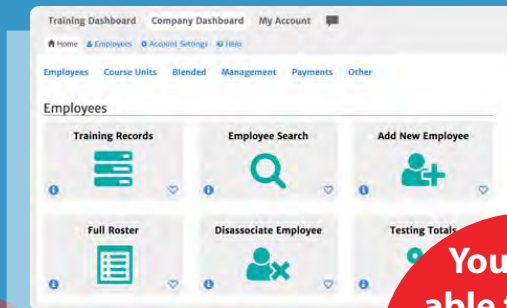 Training Dashboard Company Dashboard My Account
Home Employees Account Settings Help
Employees Course Units Blended Management Payments Other
Employees
Training Records Employee Search Add New Employee
Full Roster Disassociate Employee Testing Totals
You
able